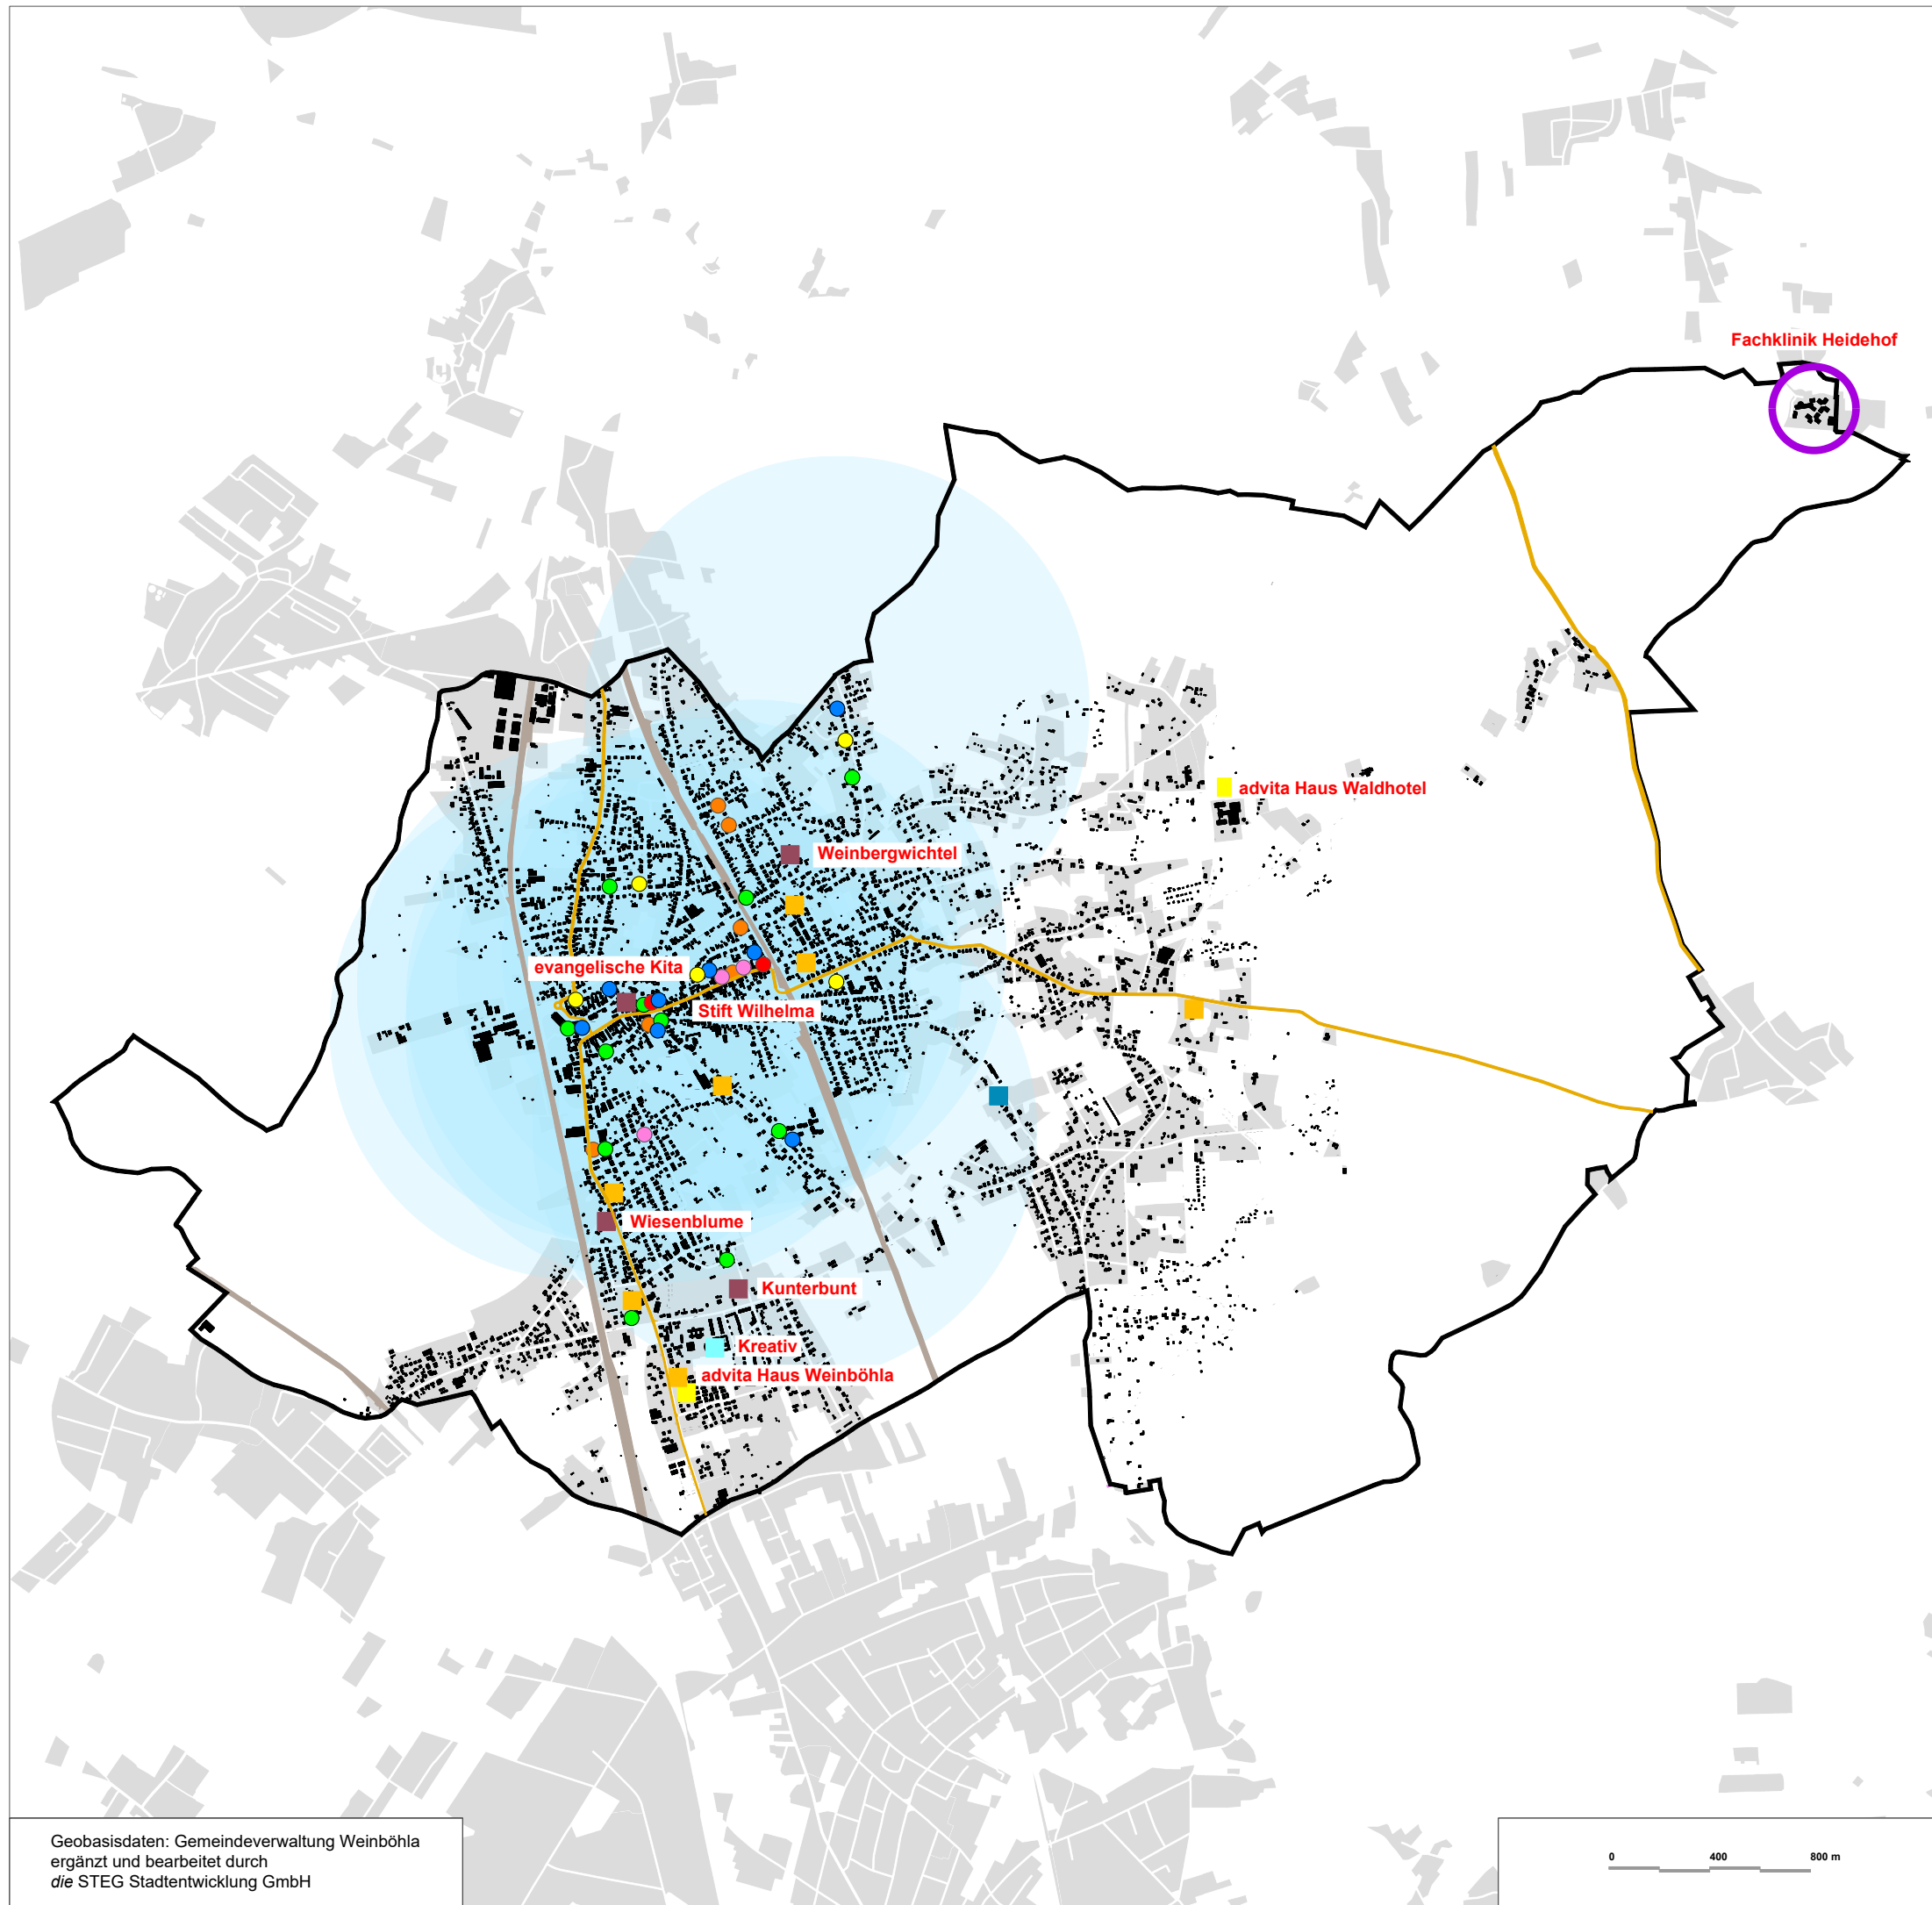 Fachklinik Heidehof
advita Haus Waldhotel
Weinbergwichtel
evangelische Kita
Stift Wilhelma
Wiesenblume
Kunterbunt
Kreativ
advita Haus Weinböhla
Geobasisdaten: Gemeindeverwaltung Weinböhla
ergänzt und bearbeitet durch
die STEG Stadtentwicklung GmbH
0 400 800 m